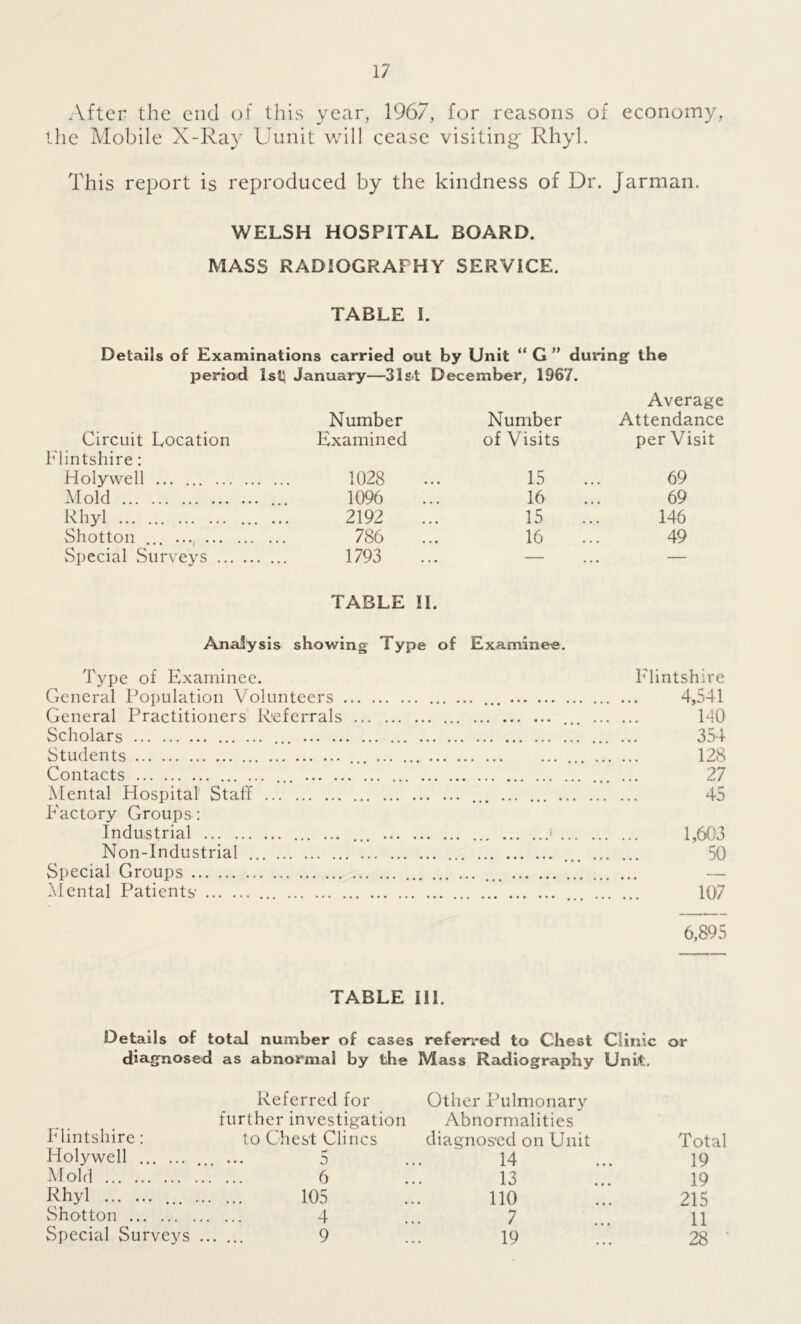 17
After the end of this year, 1967, for reasons of economy,
the Mobile X-Ray Uunit will cease visiting Rhyl.
This report is reproduced by the kindness of Dr. Jarman.
WELSH HOSPITAL BOARD.
MASS RADIOGRAPHY SERVICE.
TABLE I.
Details of Examinations carried out by Unit “ G ” during the
period 1st January—31st December, 1967.
Average
Number Number Attendance
Circuit Location Examined of Visits per Visit
Flintshire:
Holywell ... ... ... ... ... 1028 ... 15 ... 69
Mold ... ... ... ... ... ... 1096 ... 16 ... 69
Rhyl ... ... ... ... ... ... 2192 ... 15 ... 146
Shotton ... ..., ... ... ... 786 ... 16 ... 49
Special Surveys ... ... ... 1793 ... — ... —
TABLE II.
Analysis showing Type of Examinee.
Type of Examinee. Flintshire
General Population Volunteers ... ... ... ... ... ... ... ... ... ... ... 4,541
General Practitioners' Referrals ... ... ... ... ... ... ... ... ... ... ... 140
Scholars ... ... ... ... ... ... ... ... ... ... ... ... ... ... ... ... ... 354
Students ... ... ... ... ... ... ... ... ... ... ... ... ... ... ... ... ... 128
Contacts ... ... ... ... ... ... ... ... ... ... ... ... ... ... ... ... ... 27
Mental Hospital Staff ... ... ... ... ... ... ... ... ... ... ... ... ... ... 45
Factory Groups:
Industrial ... ... ... ... ... ... ... ... ... ... ... ... ... ... ... 1,603
Non-Industrial ... ... ... ... ... ... ... ... ... ... ... ... ... ... 50
Special Groups ... ... ... ... ... ... ... ... ... ... ... ... ... ... ... —
Mental Patients ... ... ... ... ... ... ... ... ... ... ... ... ... ... ... 107
6,895
TABLE III.
Details of total number of cases referred to Chest Clinic or
diagnosed as abnormal by the Mass Radiography Unit.
Referred for Other Pulmonary
further investigation Abnormalities
Flintshire: to Chest Clincs diagnosed on Unit Total
Holywell ... ... ... ... 5 ... 14 ... 19
Mold ... ... ... ... ... 6 ... 13 ... 19
Rhyl ... ... ... ... ... 105 ... 110 ... 215
Shotton ... ... ... ... 4 ... 7 ... 11
Special Surveys ... ... 9 ... 19 ... 28